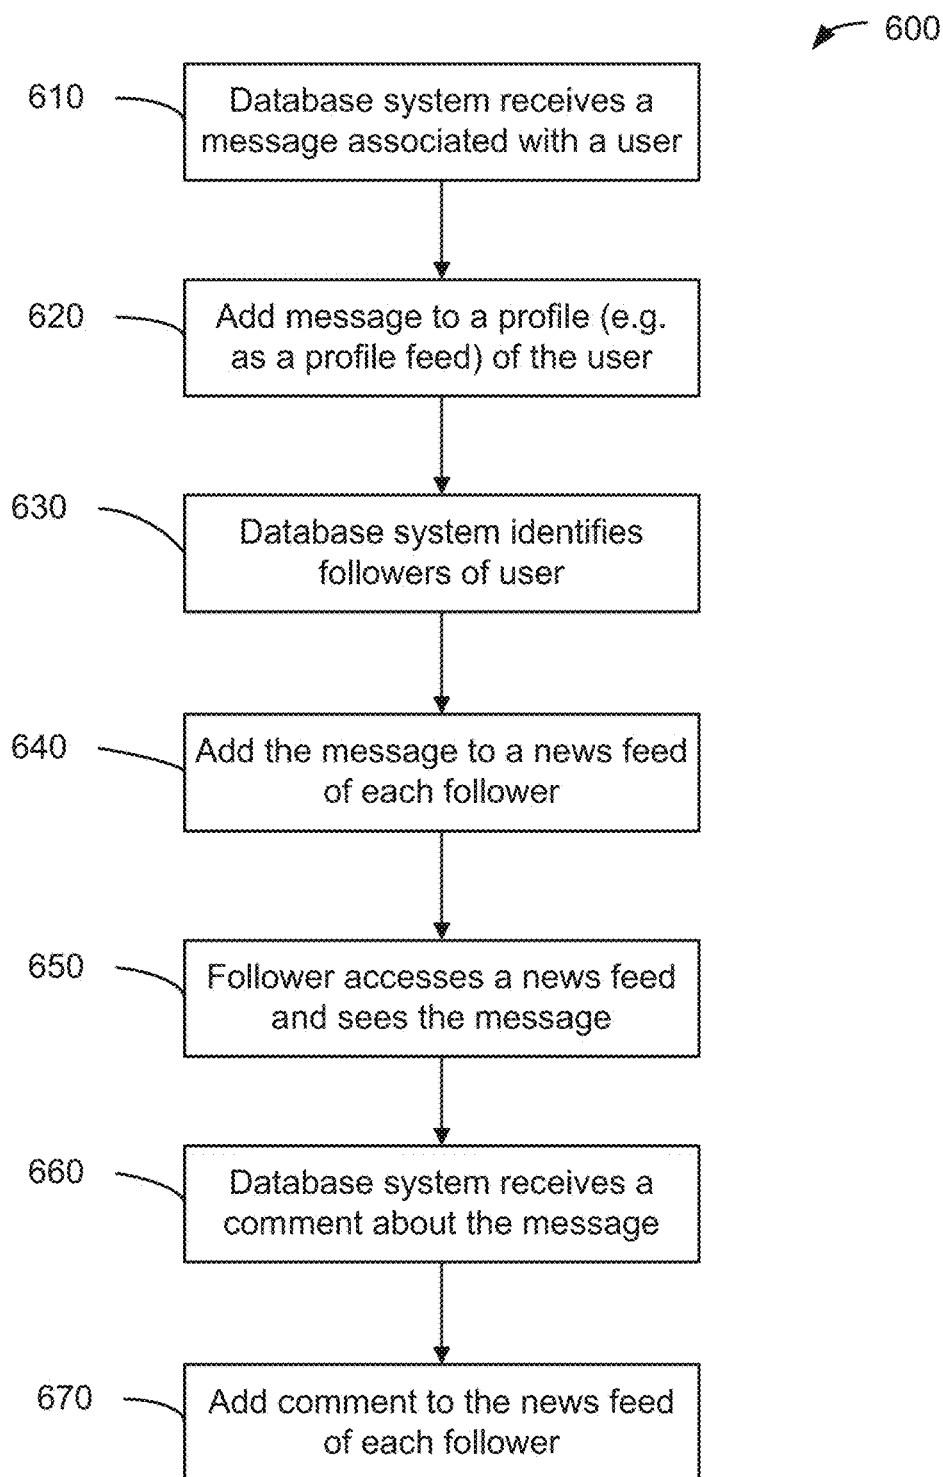 600
610
Database system receives a
message associated with a user
620
Add message to a profile (e.g.
as a profile feed) of the user
630
Database system identifies
followers of user
640
Add the message to a news feed
of each follower
650
Follower accesses a news feed
and sees the message
660
Database system receives a
comment about the message
670
Add comment to the news feed
of each follower